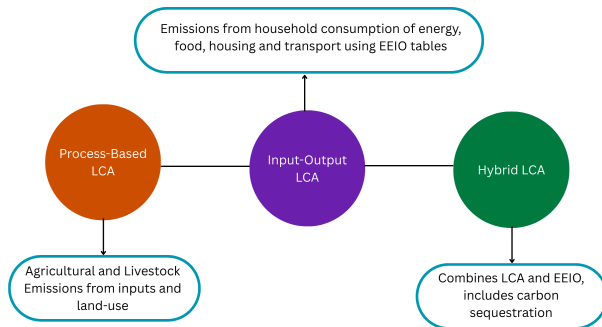 Emissions from household consumption of energy,
food, housing and transport using EEIO tables
Process-Based
LCA
Input-Output
LCA
Hybrid LCA
Agricultural and Livestock
Emissions from inputs and
land-use
Combines LCA and EEIO,
includes carbon
sequestration